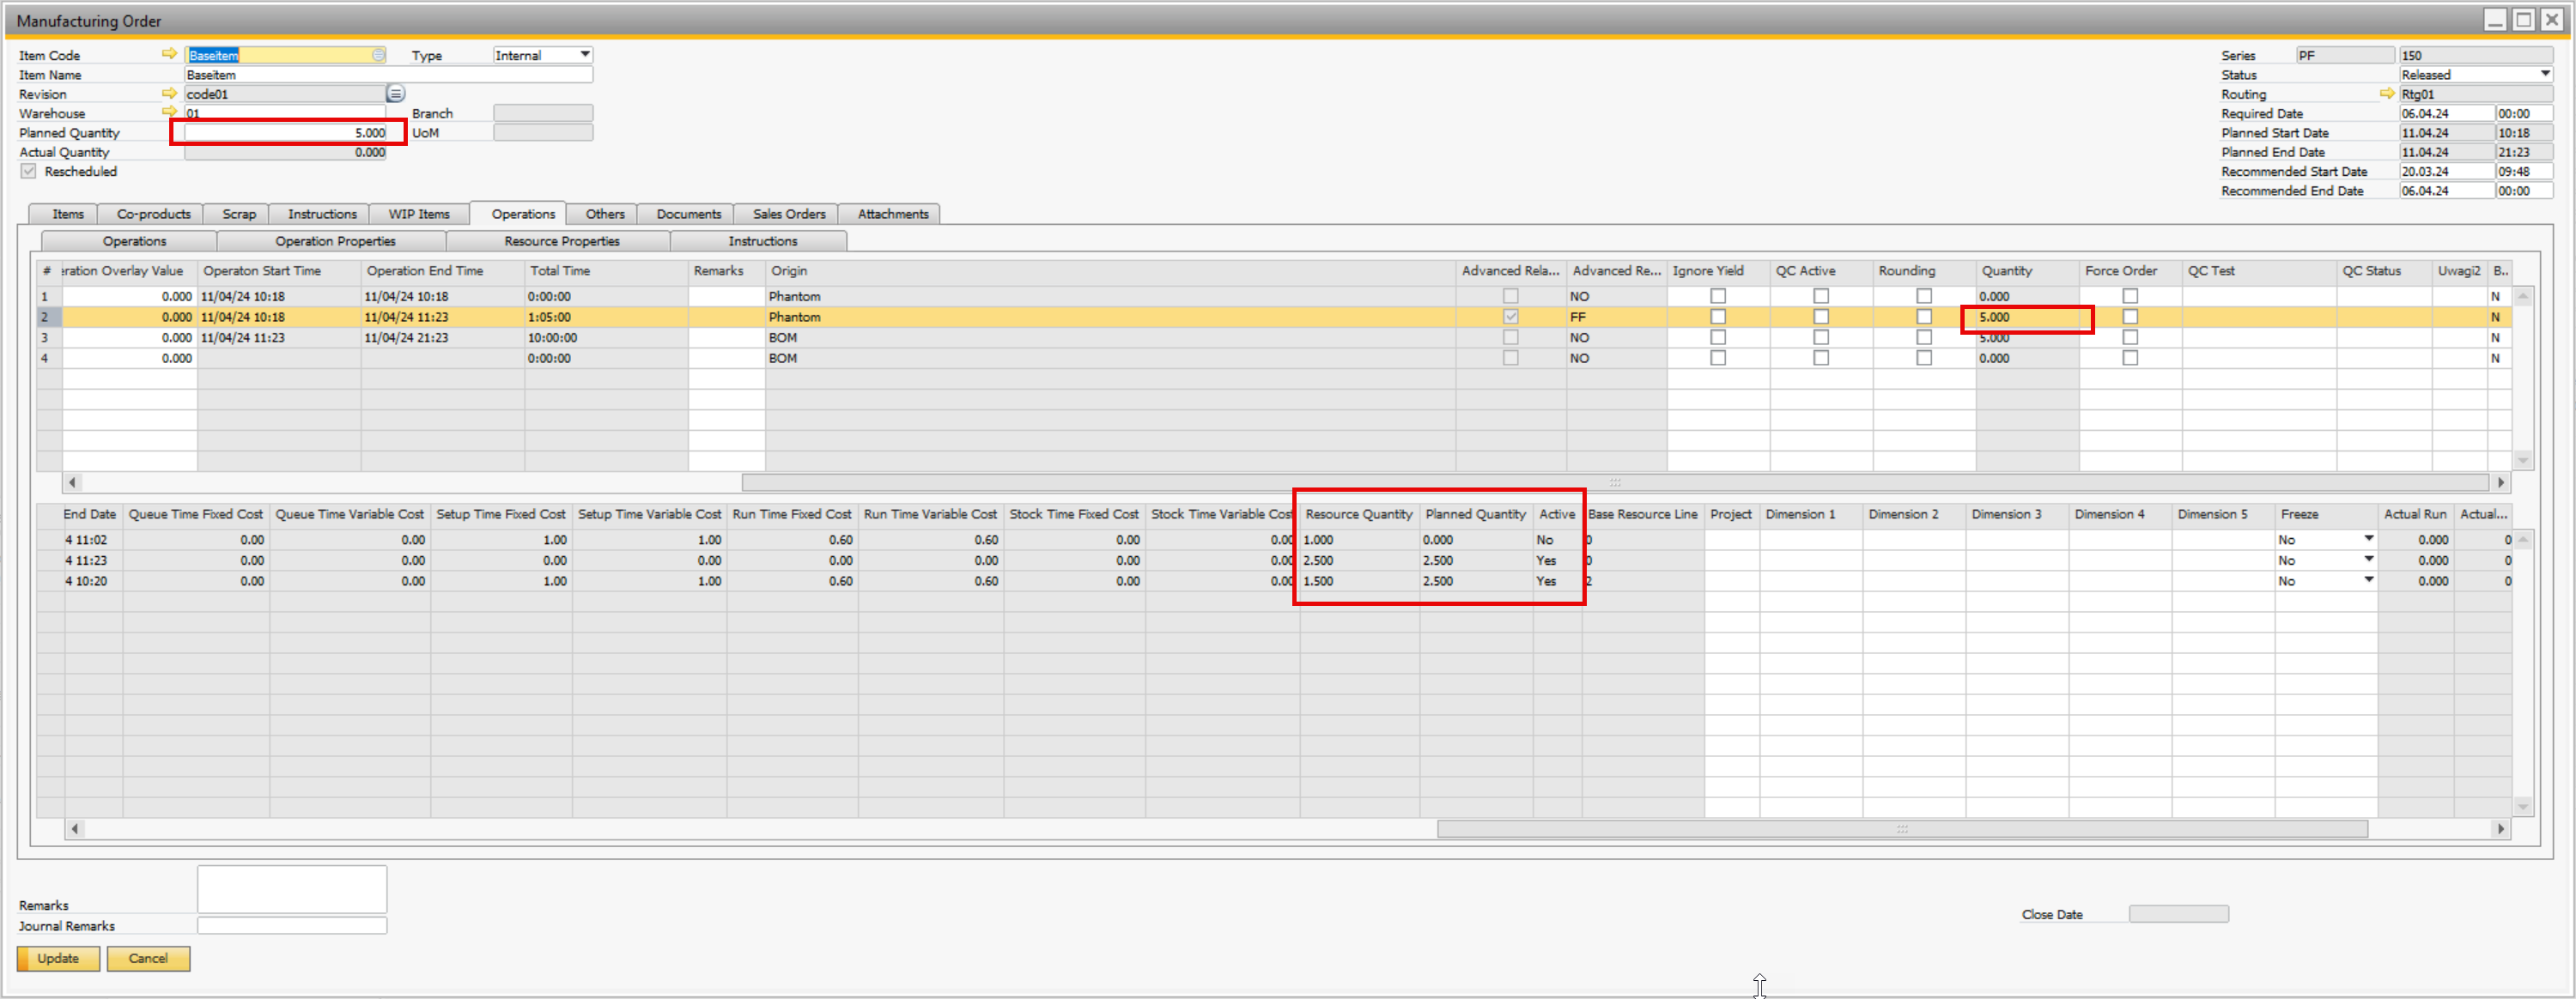 Manufacturing Order
Item Code Baseitem Type Internal Series PF 150
Item Name Baseitem Status Released
Revision code01 Routing Rtg01
Warehouse 01 Branch Required Date 06.04.24 00:00
Planned Quantity 5.000 UoM Planned Start Date 11.04.24 10:18
Actual Quantity 0.000 Planned End Date 11.04.24 21:23
Rescheduled Recommended Start Date 20.03.24 09:48
Recommended End Date 06.04.24 00:00
Items Co-products Scrap Instructions WIP Items Operations Others Documents Sales Orders Attachments
Operations Operation Properties Resource Properties Instructions
# eration Overlay Value Operaton Start Time Operation End Time Total Time Remarks Origin Advanced Rela... Advanced Re... Ignore Yield QC Active Rounding Quantity Force Order QC Test QC Status Uwagi2 B..
1 0.000 11/04/24 10:18 11/04/24 10:18 0:00:00 Phantom NO 0.000 N
2 0.000 11/04/24 10:18 11/04/24 11:23 1:05:00 Phantom FF 5.000 N
3 0.000 11/04/24 11:23 11/04/24 21:23 10:00:00 BOM NO 5.000 N
4 0.000 0:00:00 BOM NO 0.000 N
End Date Queue Time Fixed Cost Queue Time Variable Cost Setup Time Fixed Cost Setup Time Variable Cost Run Time Fixed Cost Run Time Variable Cost Stock Time Fixed Cost Stock Time Variable Cost Resource Quantity Planned Quantity Active Base Resource Line Project Dimension 1 Dimension 2 Dimension 3 Dimension 4 Dimension 5 Freeze Actual Run Actual...
4 11:02 0.00 0.00 1.00 1.00 0.60 0.60 0.00 0.00 1.000 0.000 No 0 No 0.000 0
4 11:23 0.00 0.00 0.00 0.00 0.00 0.00 0.00 0.00 2.500 2.500 Yes 0 No 0.000 0
4 10:20 0.00 0.00 1.00 1.00 0.60 0.60 0.00 0.00 1.500 2.500 Yes 2 No 0.000 0
Remarks Close Date
Journal Remarks
Update Cancel